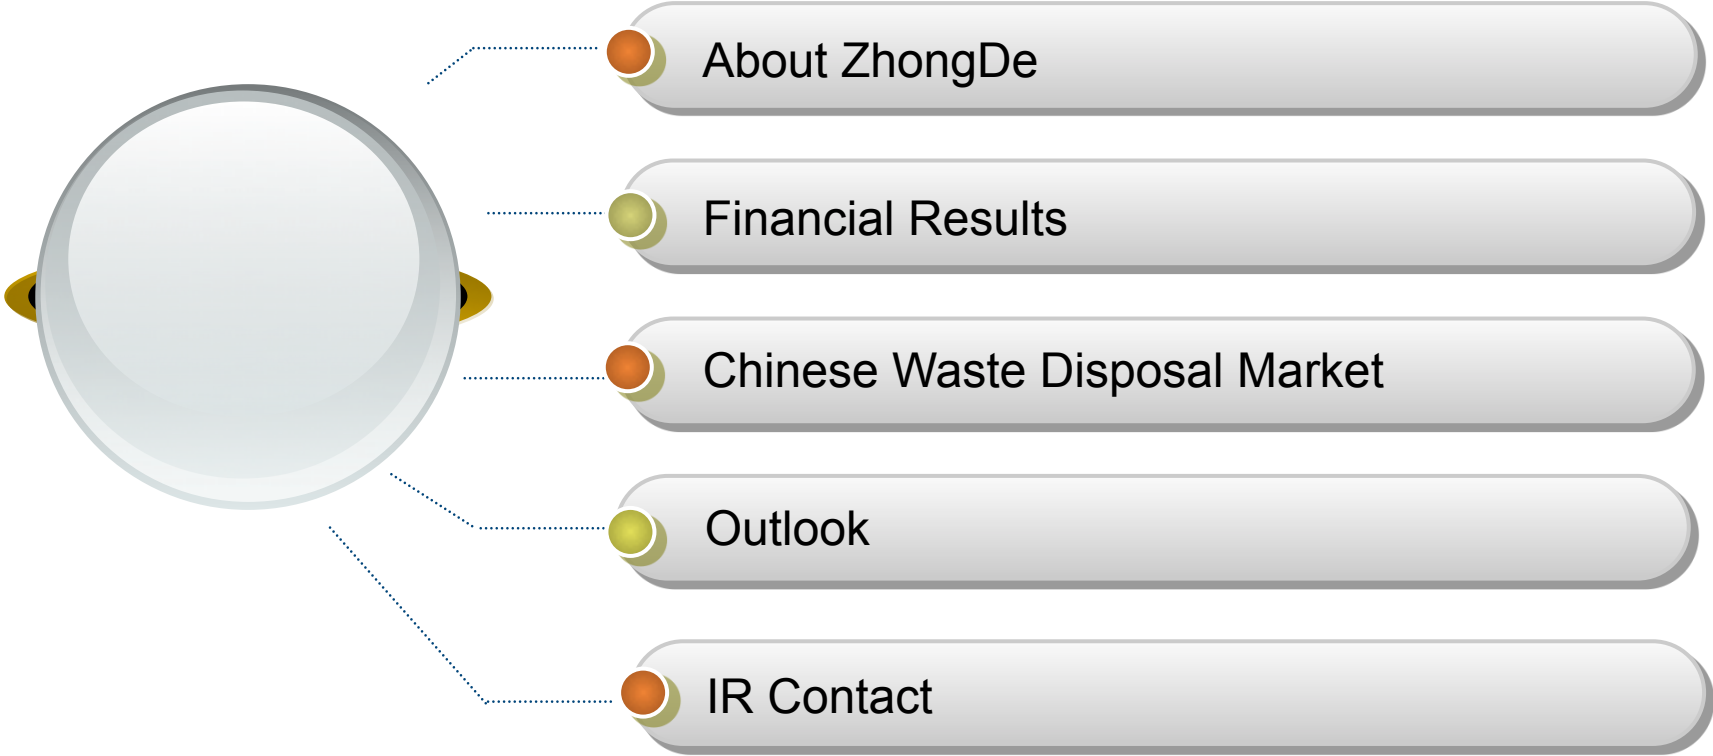 About ZhongDe
Financial Results
Chinese Waste Disposal Market
Outlook
IR Contact